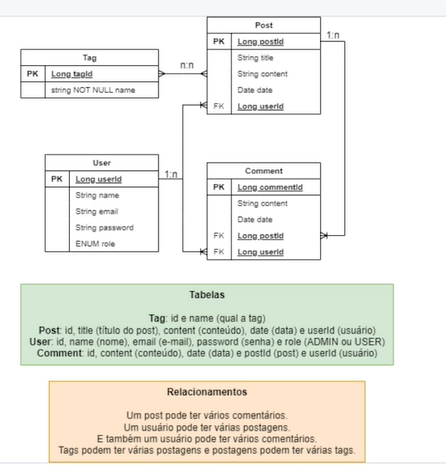 Post
PK Long postId
String title
String content
Date date
FK Long userId
1:n
n:n
Tag
PK Long tagId
string NOT NULL name
User
PK Long userId
String name
String email
String password
ENUM role
1:n
Comment
PK Long commentId
String content
Date date
FK Long postId
FK Long userId
Tabelas
Tag: id e name (qual a tag)
Post: id, title (título do post), content (conteúdo), date (data) e userId (usuário)
User: id, name (nome), email (e-mail), password (senha) e role (ADMIN ou USER)
Comment: id, content (conteúdo), date (data) e postId (post) e userId (usuário)
Relacionamentos
Um post pode ter vários comentários.
Um usuário pode ter várias postagens.
E também um usuário pode ter vários comentários.
Tags podem ter várias postagens e postagens podem ter várias tags.